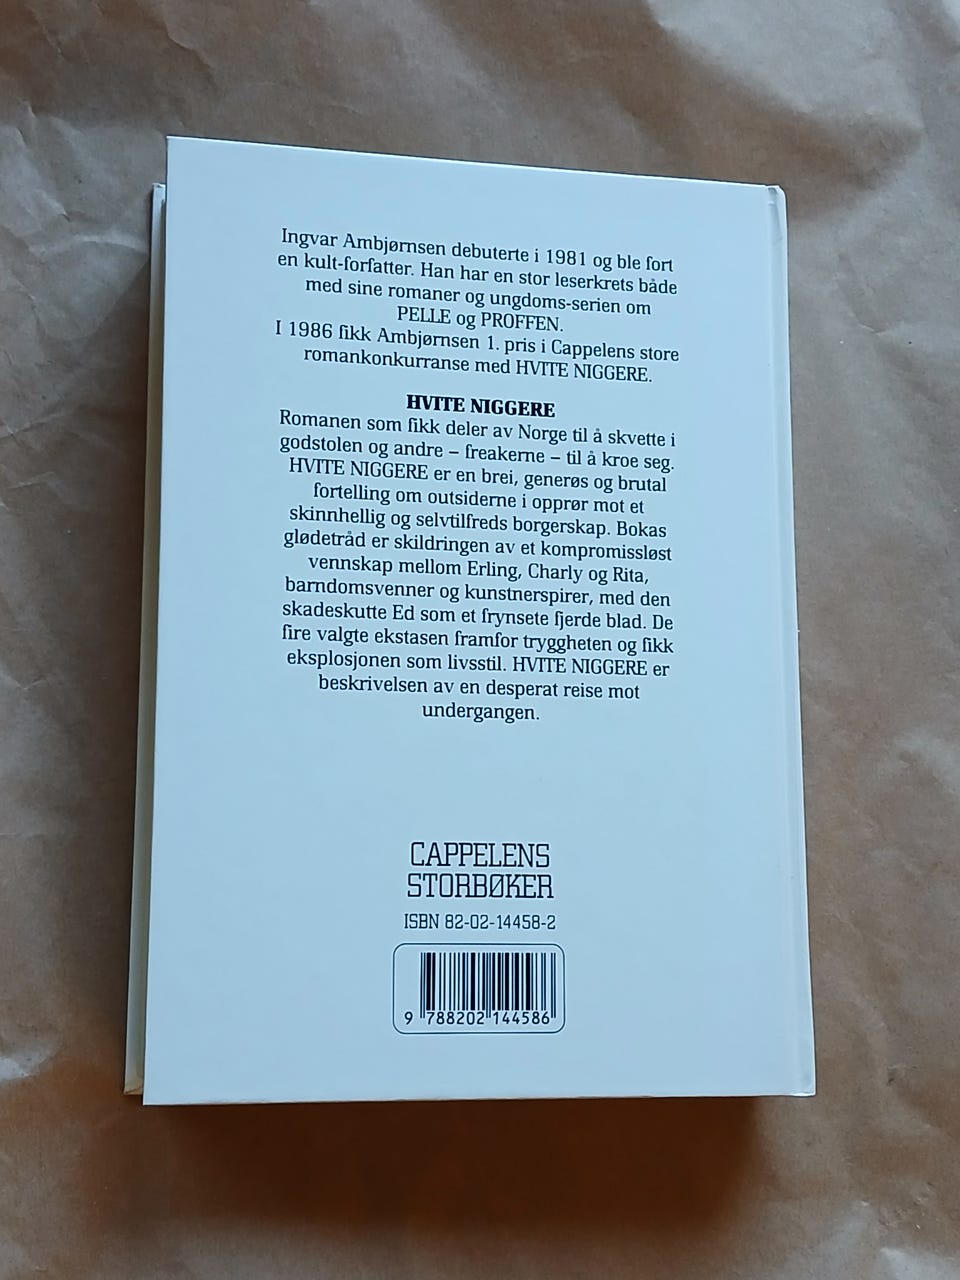 Ingvar Ambjørnsen debuterte i 1981 og ble fort
en kult-forfatter. Han har en stor leserkrets både
med sine romaner og ungdoms-serien om
PELLE og PROFFEN.
I 1986 fikk Ambjørnsen 1. pris i Cappelens store
romankonkurranse med HVITE NIGGERE.
HVITE NIGGERE
Romanen som fikk deler av Norge til å skvette i
godstolen og andre – freakerne – til å kroe seg.
HVITE NIGGERE er en brei, generøs og brutal
fortelling om outsiderne i opprør mot et
skinnhellig og selvtilfreds borgerskap. Bokas
glødetråd er skildringen av et kompromissløst
vennskap mellom Erling, Charly og Rita,
barndomsvenner og kunstnerspirer, med den
skadeskutte Ed som et frynsete fjerde blad. De
fire valgte ekstasen framfor tryggheten og fikk
eksplosjonen som livsstil. HVITE NIGGERE er
beskrivelsen av en desperat reise mot
undergangen.
CAPPELENS
STORBØKER
ISBN 82-02-14458-2
9 788202 144586